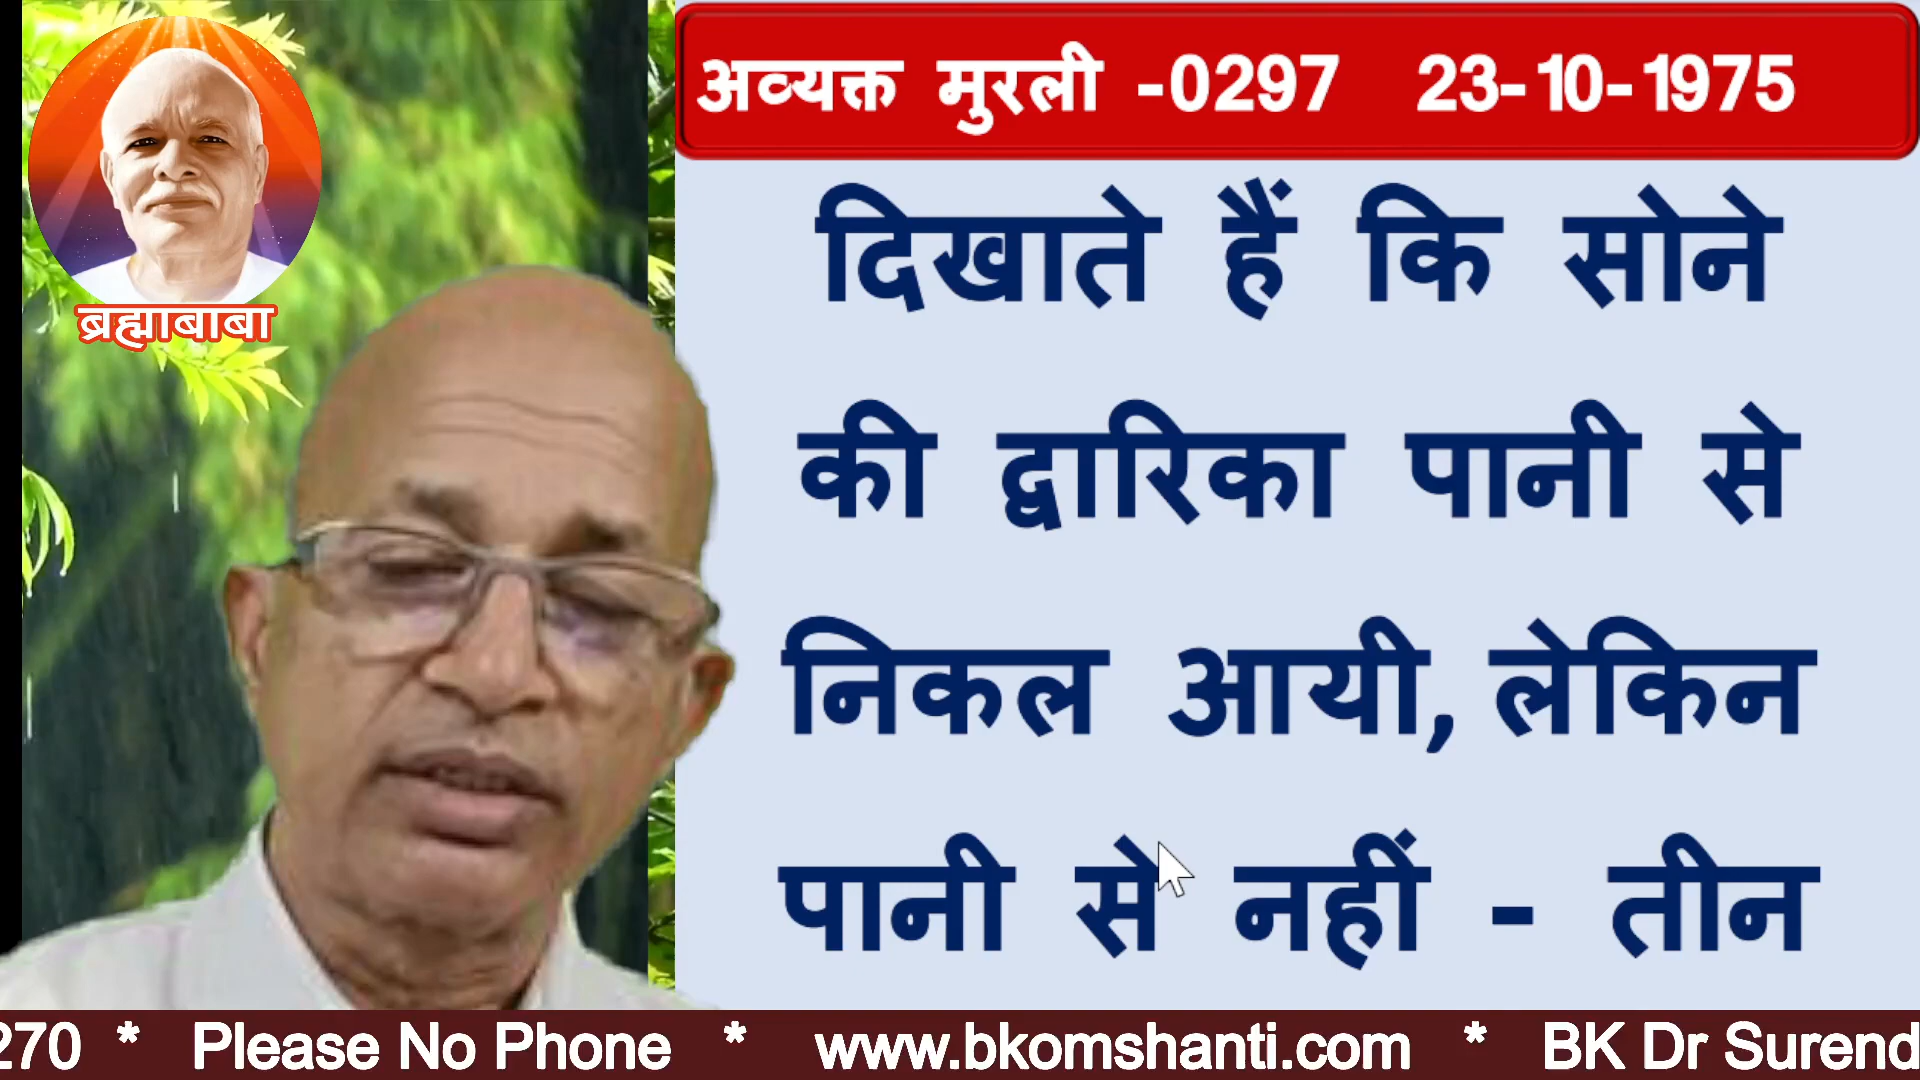 अव्यक्त मुरली -0297 23-10-1975
ब्रह्माबाबा
दिखाते हैं कि सोने
की द्वारिका पानी से
निकल आयी, लेकिन
पानी से नहीं - तीन
270 * Please No Phone * www.bkomshanti.com * BK Dr Surend